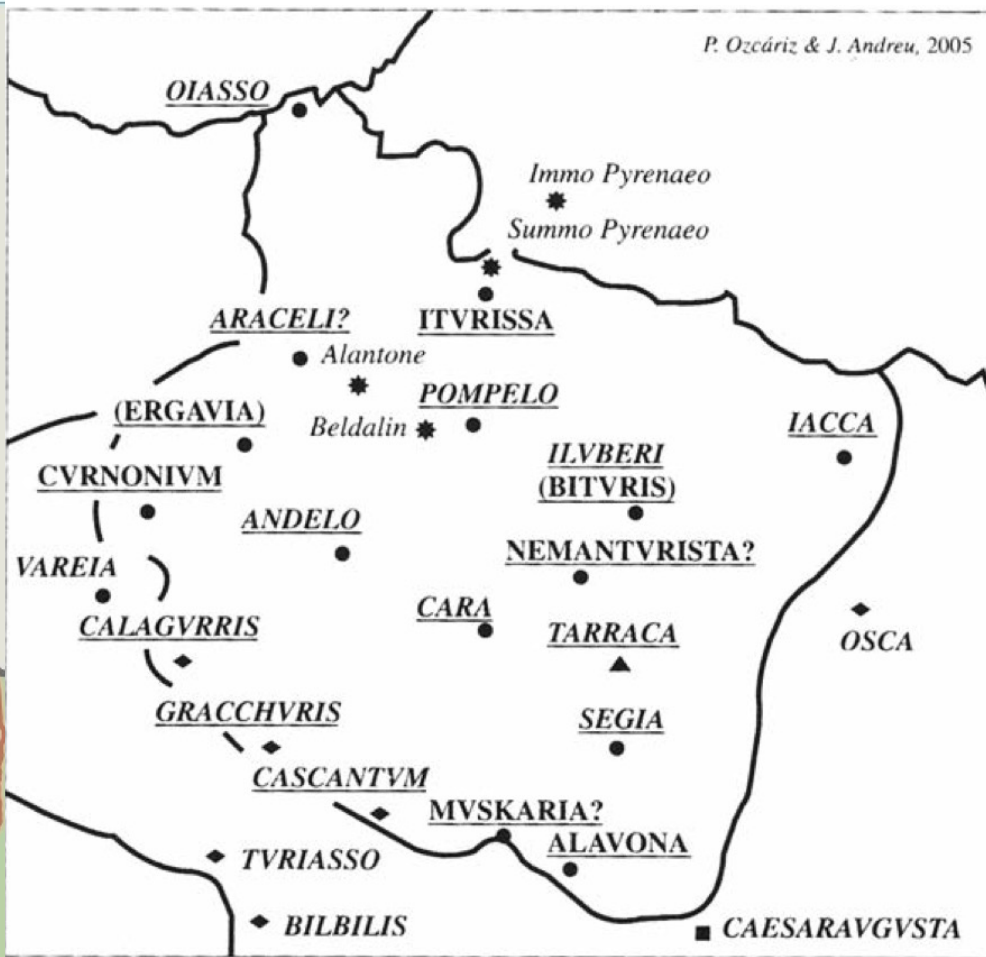 P. Ozcáriz & J. Andreu, 2005
OIASSO
Immo Pyrenaeo
Summo Pyrenaeo
ARACELI?
ITVRISSA
Alantone
POMPELO
(ERGAVIA)
Beldalin
IACCA
ILVBERI
(BITVRIS)
CVRNONIVM
ANDELO
NEMANTVRISTA?
VAREIA
CARA
CALAGVRRIS
TARRACA
OSCA
GRACCHVRIS
SEGIA
CASCANTVM
MVSKARIA?
ALAVONA
TVRIASSO
BILBILIS
CAESARAVGVSTA